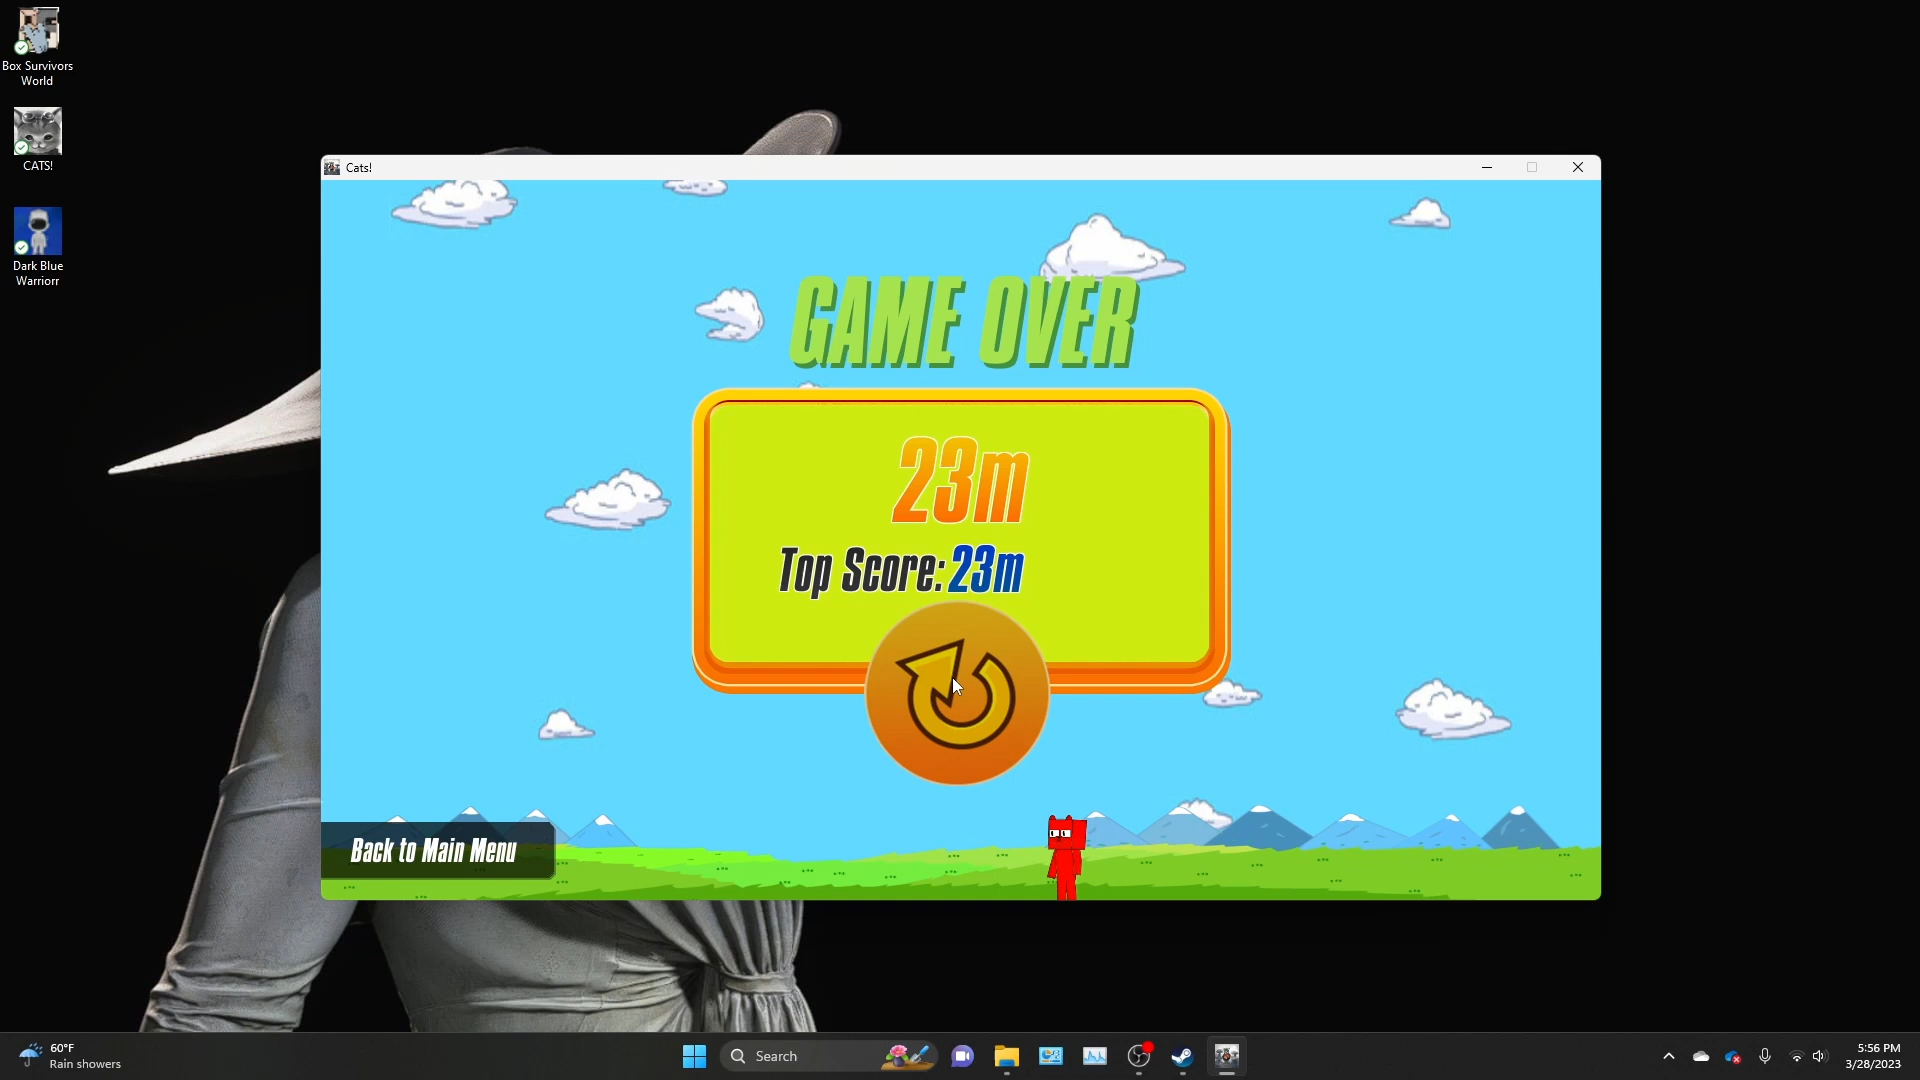 Box Survivors
World
CATS!
Dark Blue
Warriorr
Cats!
GAME OVER
23m
Top Score: 23m
Back to Main Menu
60°F
Rain showers
Search
5:56 PM
3/28/2023